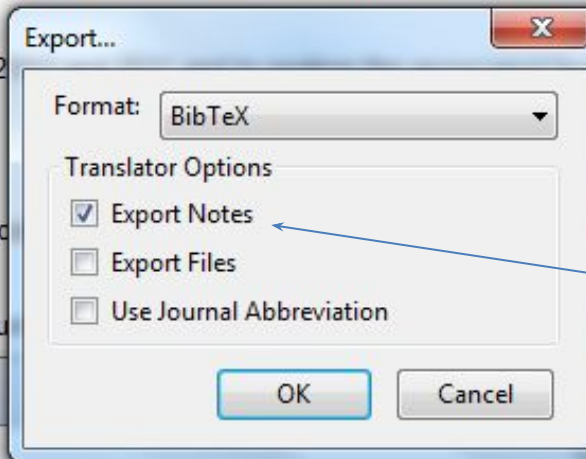 Export...
Format: BibTeX
Translator Options
Export Notes
Export Files
Use Journal Abbreviation
OK Cancel